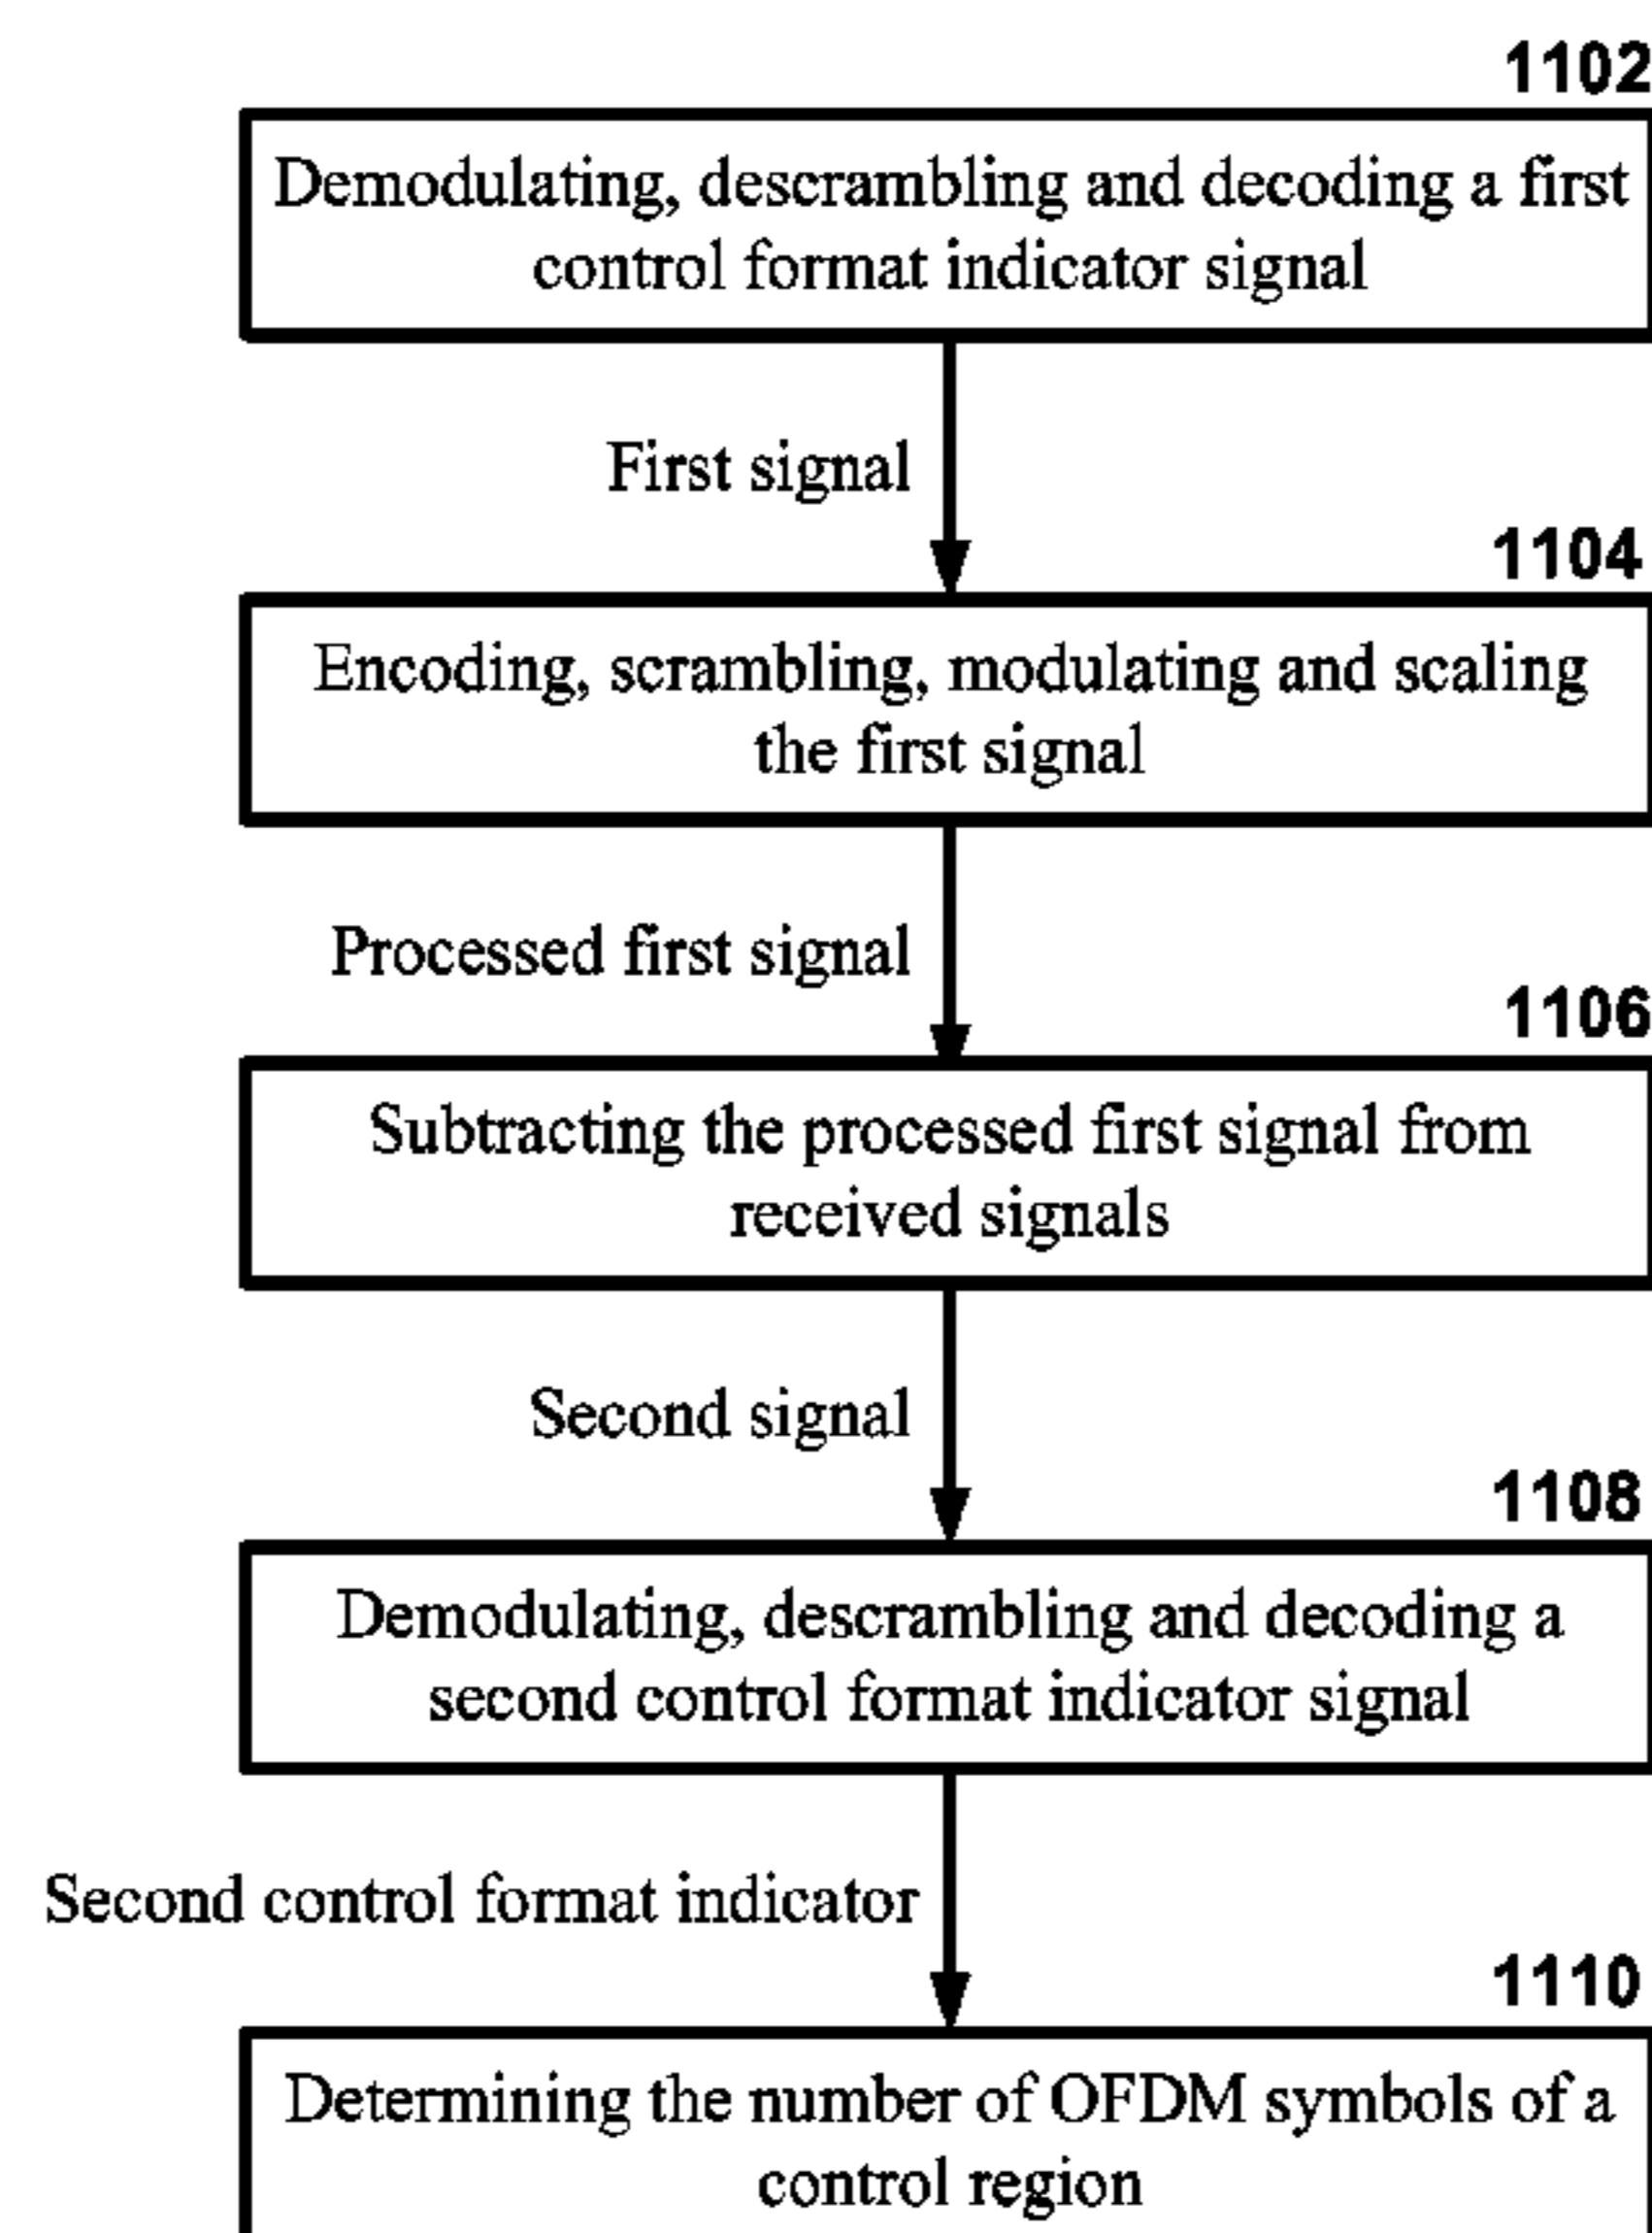 1102
Demodulating, descrambling and decoding a first
control format indicator signal
First signal
1104
Encoding, scrambling, modulating and scaling
the first signal
Processed first signal
1106
Subtracting the processed first signal from
received signals
Second signal
1108
Demodulating, descrambling and decoding a
second control format indicator signal
Second control format indicator
1110
Determining the number of OFDM symbols of a
control region